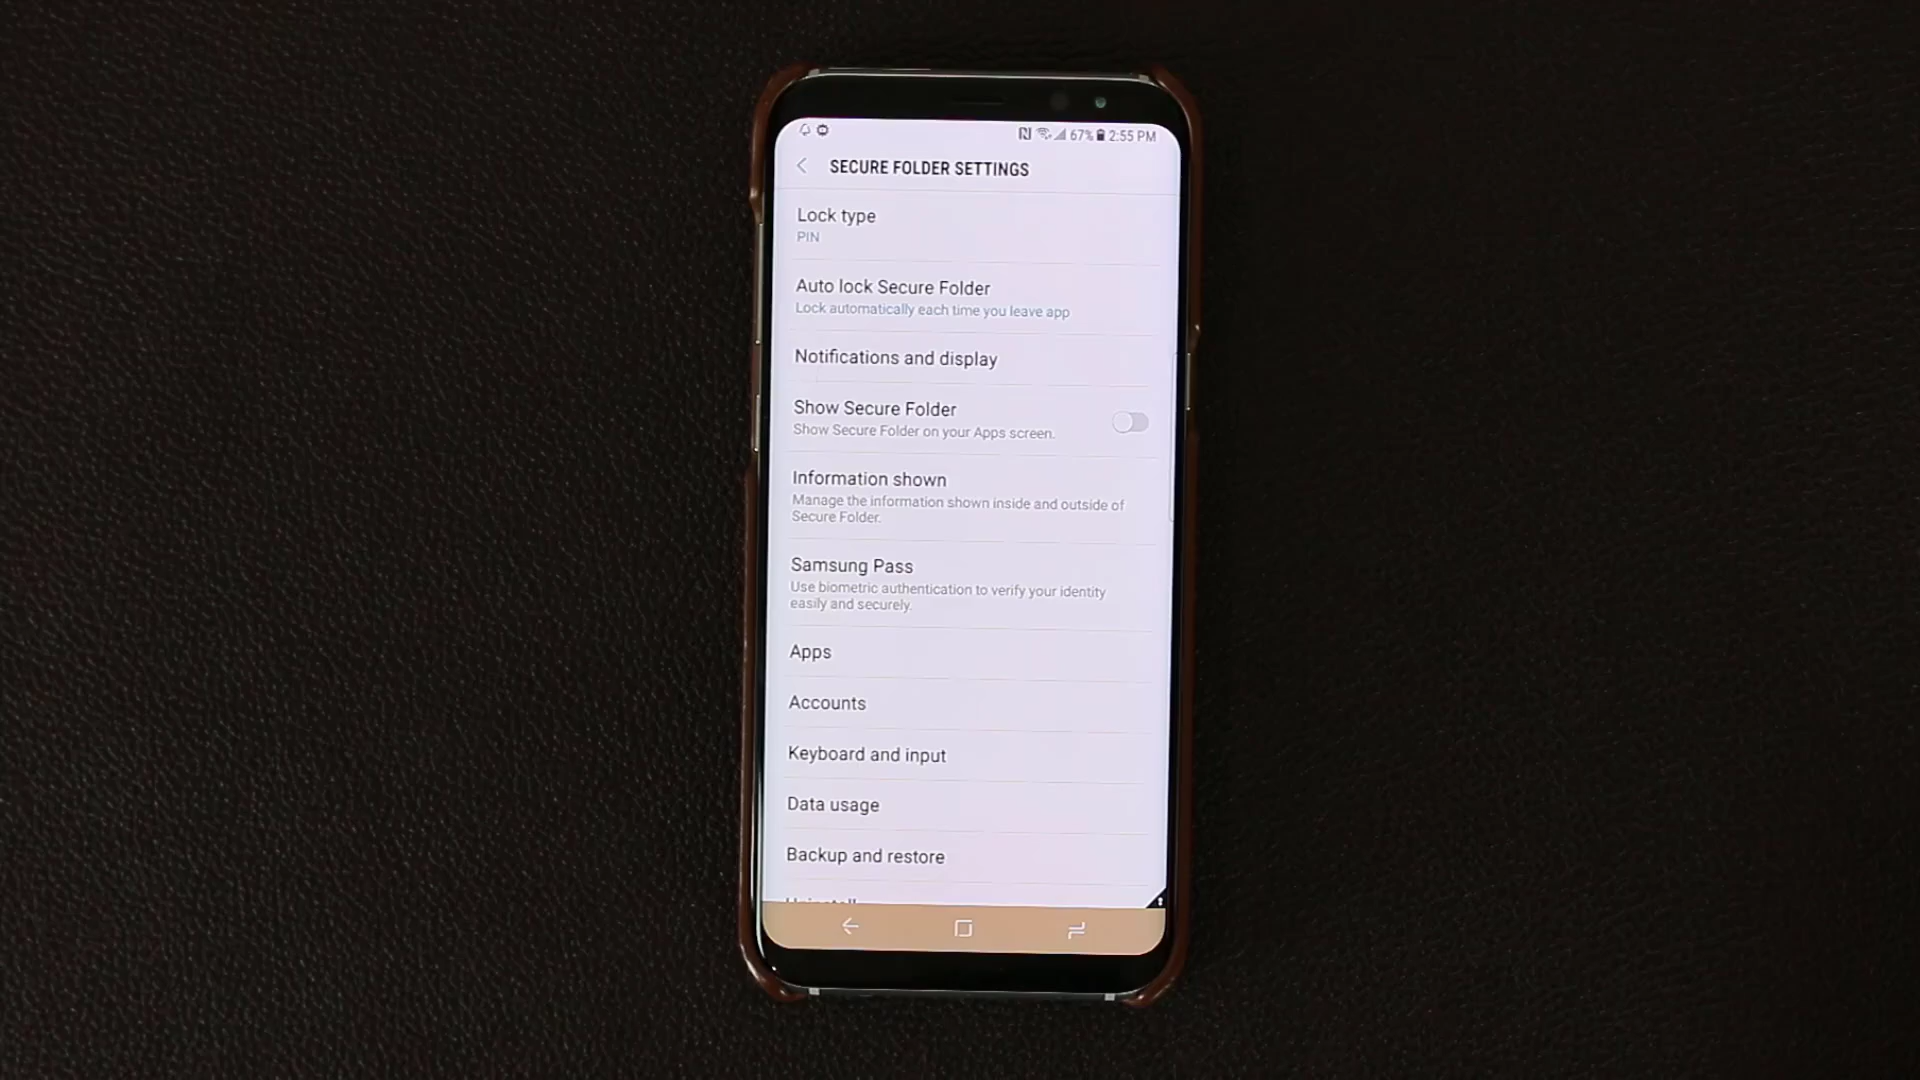 67% 2:55 PM
SECURE FOLDER SETTINGS
Lock type
PIN
Auto lock Secure Folder
Lock automatically each time you leave app
Notifications and display
Show Secure Folder
Show Secure Folder on your Apps screen.
Information shown
Manage the information shown inside and outside of
Secure Folder.
Samsung Pass
Use biometric authentication to verify your identity
easily and securely.
Apps
Accounts
Keyboard and input
Data usage
Backup and restore